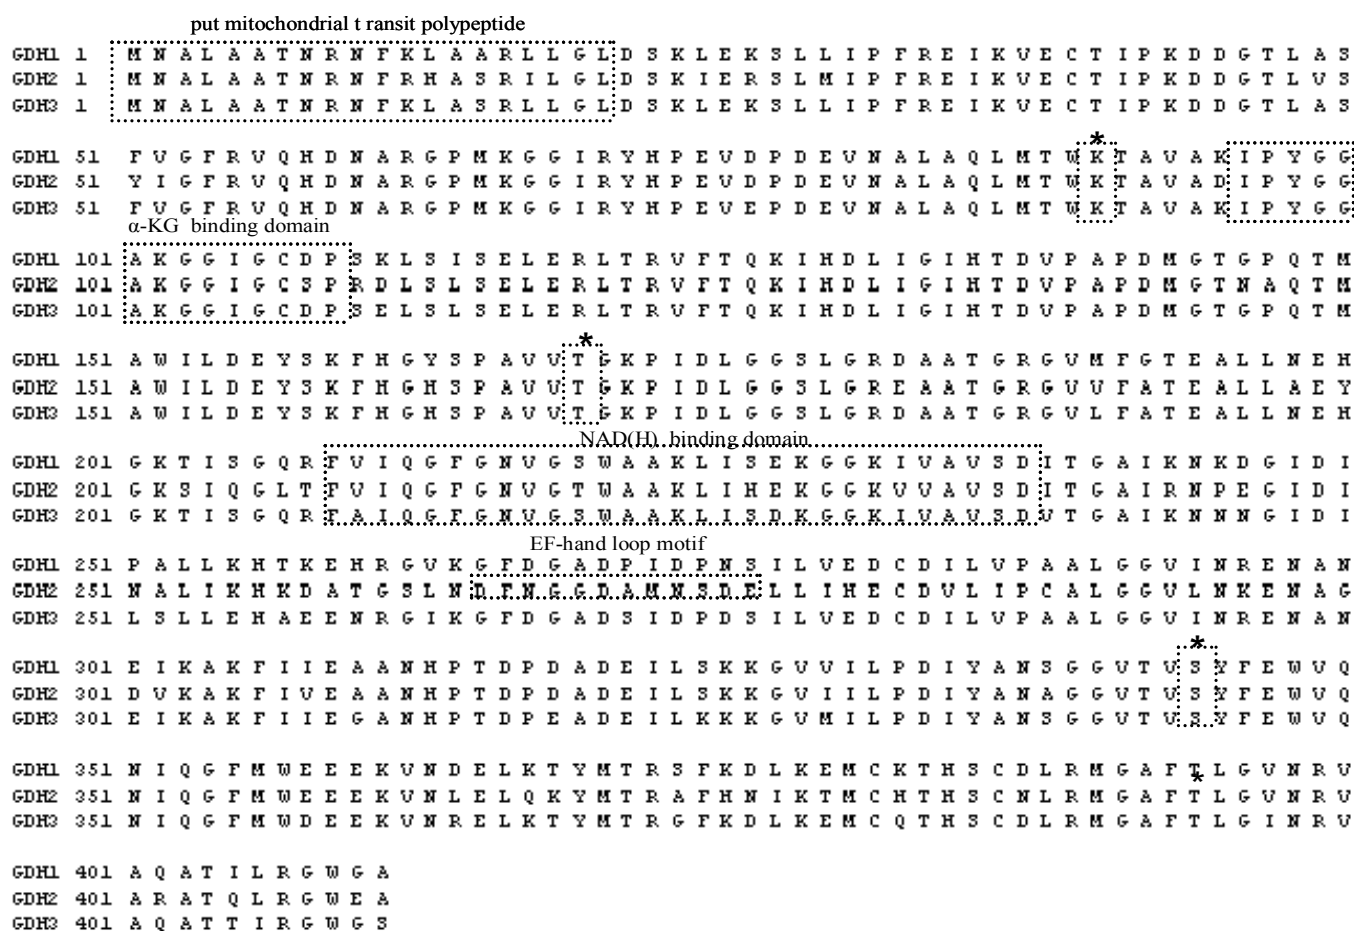 put mitochondrial t ransit polypeptide
GDH1 1 M N A L A A T N R N F K L A A R L L G L D S K L E K S L L I P F R E I K V E C T I P K D D G T L A S
GDH2 1 M N A L A A T N R N F R H A S R I L G L D S K I E R S L M I P F R E I K V E C T I P K D D G T L V S
GDH3 1 M N A L A A T N R N F K L A S R L L G L D S K L E K S L L I P F R E I K V E C T I P K D D G T L A S
*
GDH1 51 F V G F R V Q H D N A R G P M K G G I R Y H P E V D P D E V N A L A Q L M T W K T A V A K I P Y G G
GDH2 51 Y I G F R V Q H D N A R G P M K G G I R Y H P E V D P D E V N A L A Q L M T W K T A V A D I P Y G G
GDH3 51 F V G F R V Q H D N A R G P M K G G I R Y H P E V E P D E V N A L A Q L M T W K T A V A K I P Y G G
α-KG binding domain
GDH1 101 A K G G I G C D P S K L S I S E L E R L T R V F T Q K I H D L I G I H T D V P A P D M G T G P Q T M
GDH2 101 A K G G I G C S P R D L S L S E L E R L T R V F T Q K I H D L I G I H T D V P A P D M G T N A Q T M
GDH3 101 A K G G I G C D P S E L S L S E L E R L T R V F T Q K I H D L I G I H T D V P A P D M G T G P Q T M
*
GDH1 151 A W I L D E Y S K F H G Y S P A V V T G K P I D L G G S L G R D A A T G R G V M F G T E A L L N E H
GDH2 151 A W I L D E Y S K F H G H S P A V V T G K P I D L G G S L G R E A A T G R G V V F A T E A L L A E Y
GDH3 151 A W I L D E Y S K F H G H S P A V V T G K P I D L G G S L G R D A A T G R G V L F A T E A L L N E H
NAD(H) binding domain
GDH1 201 G K T I S G Q R F V I Q G F G N V G S W A A K L I S E K G G K I V A V S D I T G A I K N K D G I D I
GDH2 201 G K S I Q G L T F V I Q G F G N V G T W A A K L I H E K G G K V V A V S D I T G A I R N P E G I D I
GDH3 201 G K T I S G Q R F A I Q G F G N V G S W A A K L I S D K G G K I V A V S D V T G A I K N N N G I D I
EF-hand loop motif
GDH1 251 P A L L K H T K E H R G V K G F D G A D P I D P N S I L V E D C D I L V P A A L G G V I N R E N A N
GDH2 251 N A L I K H K D A T G S L N D F N G G D A M N S D E L L I H E C D V L I P C A L G G V L N K E N A G
GDH3 251 L S L L E H A E E N R G I K G F D G A D S I D P D S I L V E D C D I L V P A A L G G V I N R E N A N
*
GDH1 301 E I K A K F I I E A A N H P T D P D A D E I L S K K G V V I L P D I Y A N S G G V T V S Y F E W V Q
GDH2 301 D V K A K F I V E A A N H P T D P D A D E I L S K K G V I I L P D I Y A N A G G V T V S Y F E W V Q
GDH3 301 E I K A K F I I E G A N H P T D P E A D E I L K K K G V M I L P D I Y A N S G G V T V S Y F E W V Q
GDH1 351 N I Q G F M W E E E K V N D E L K T Y M T R S F K D L K E M C K T H S C D L R M G A F T L G V N R V
*
GDH2 351 N I Q G F M W E E E K V N L E L Q K Y M T R A F H N I K T M C H T H S C N L R M G A F T L G V N R V
GDH3 351 N I Q G F M W D E E K V N R E L K T Y M T R G F K D L K E M C Q T H S C D L R M G A F T L G I N R V
GDH1 401 A Q A T I L R G W G A
GDH2 401 A R A T Q L R G W E A
GDH3 401 A Q A T T I R G W G S